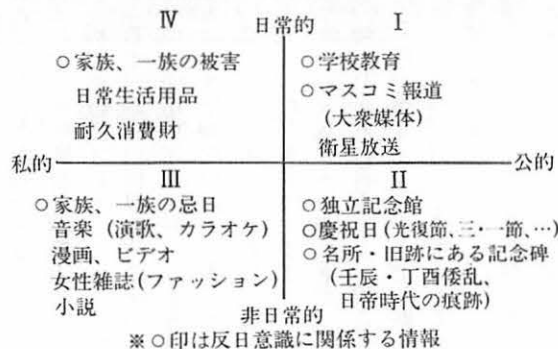 日常的
Ⅳ
○家族、一族の被害
日常生活用品
耐久消費財
Ⅰ
○学校教育
○マスコミ報道
(大衆媒体)
衛星放送
私的
公的
Ⅲ
○家族、一族の忌日
音楽(演歌、カラオケ)
漫画、ビデオ
女性雑誌(ファッション)
小説
Ⅱ
○独立記念館
○慶祝日(光復節、三・一節、…)
○名所・旧跡にある記念碑
(壬辰・丁酉倭乱、
日帝時代の痕跡)
非日常的
※○印は反日意識に関係する情報